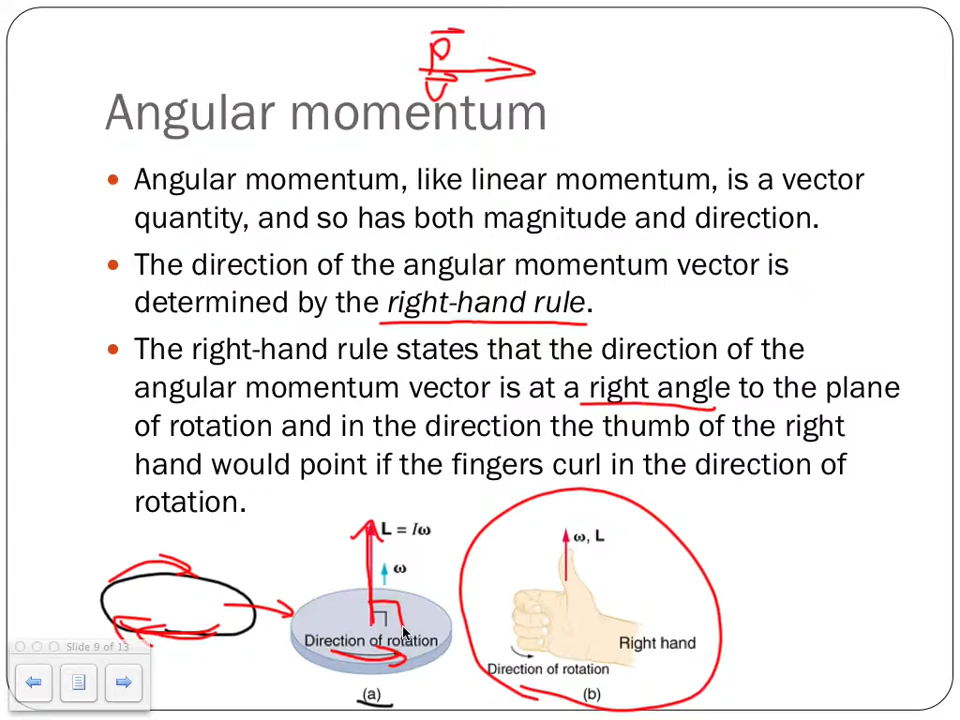 p
v
Angular momentum
• Angular momentum, like linear momentum, is a vector
quantity, and so has both magnitude and direction.
• The direction of the angular momentum vector is
determined by the right-hand rule.
• The right-hand rule states that the direction of the
angular momentum vector is at a right angle to the plane
of rotation and in the direction the thumb of the right
hand would point if the fingers curl in the direction of
rotation.
L = Iω
ω
Direction of rotation
(a)
ω, L
Right hand
Direction of rotation
(b)
Slide 9 of 13